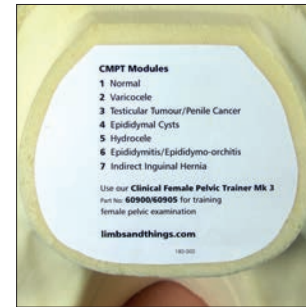 CMPT Modules
1 Normal
2 Varicocele
3 Testicular Tumour/Penile Cancer
4 Epididymal Cysts
5 Hydrocele
6 Epididymitis/Epididymo-orchitis
7 Indirect Inguinal Hernia
Use our Clinical Female Pelvic Trainer Mk 3
Part No: 60900/60905 for training
female pelvic examination
limbsandthings.com